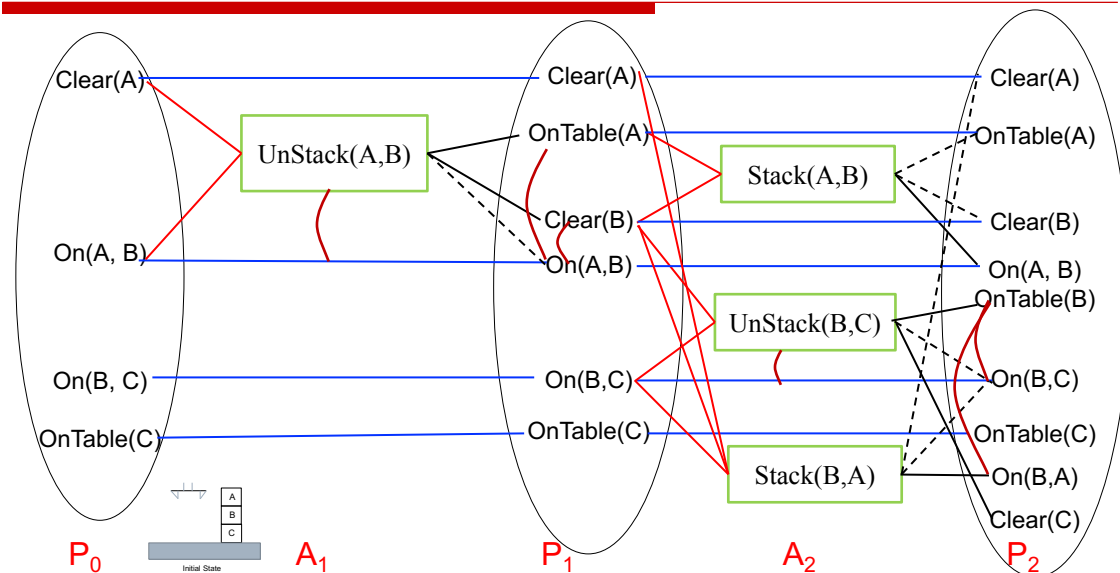 Clear(A)
On(A, B)
On(B, C)
OnTable(C)
P0
UnStack(A,B)
A
B
C
Initial State
A1
Clear(A)
OnTable(A)
Clear(B)
On(A,B)
On(B,C)
OnTable(C)
P1
Stack(A,B)
UnStack(B,C)
Stack(B,A)
A2
Clear(A)
OnTable(A)
Clear(B)
On(A, B)
OnTable(B)
On(B,C)
OnTable(C)
On(B,A)
Clear(C)
P2